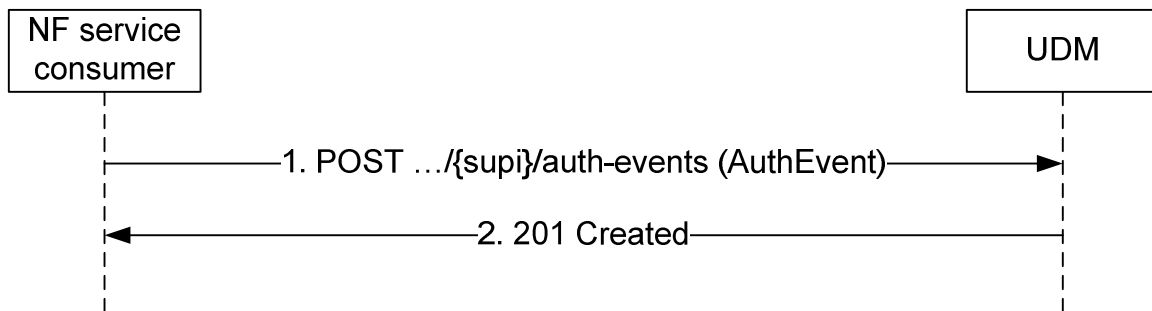 NF service
consumer
UDM
1. POST …/{supi}/auth-events (AuthEvent)
2. 201 Created